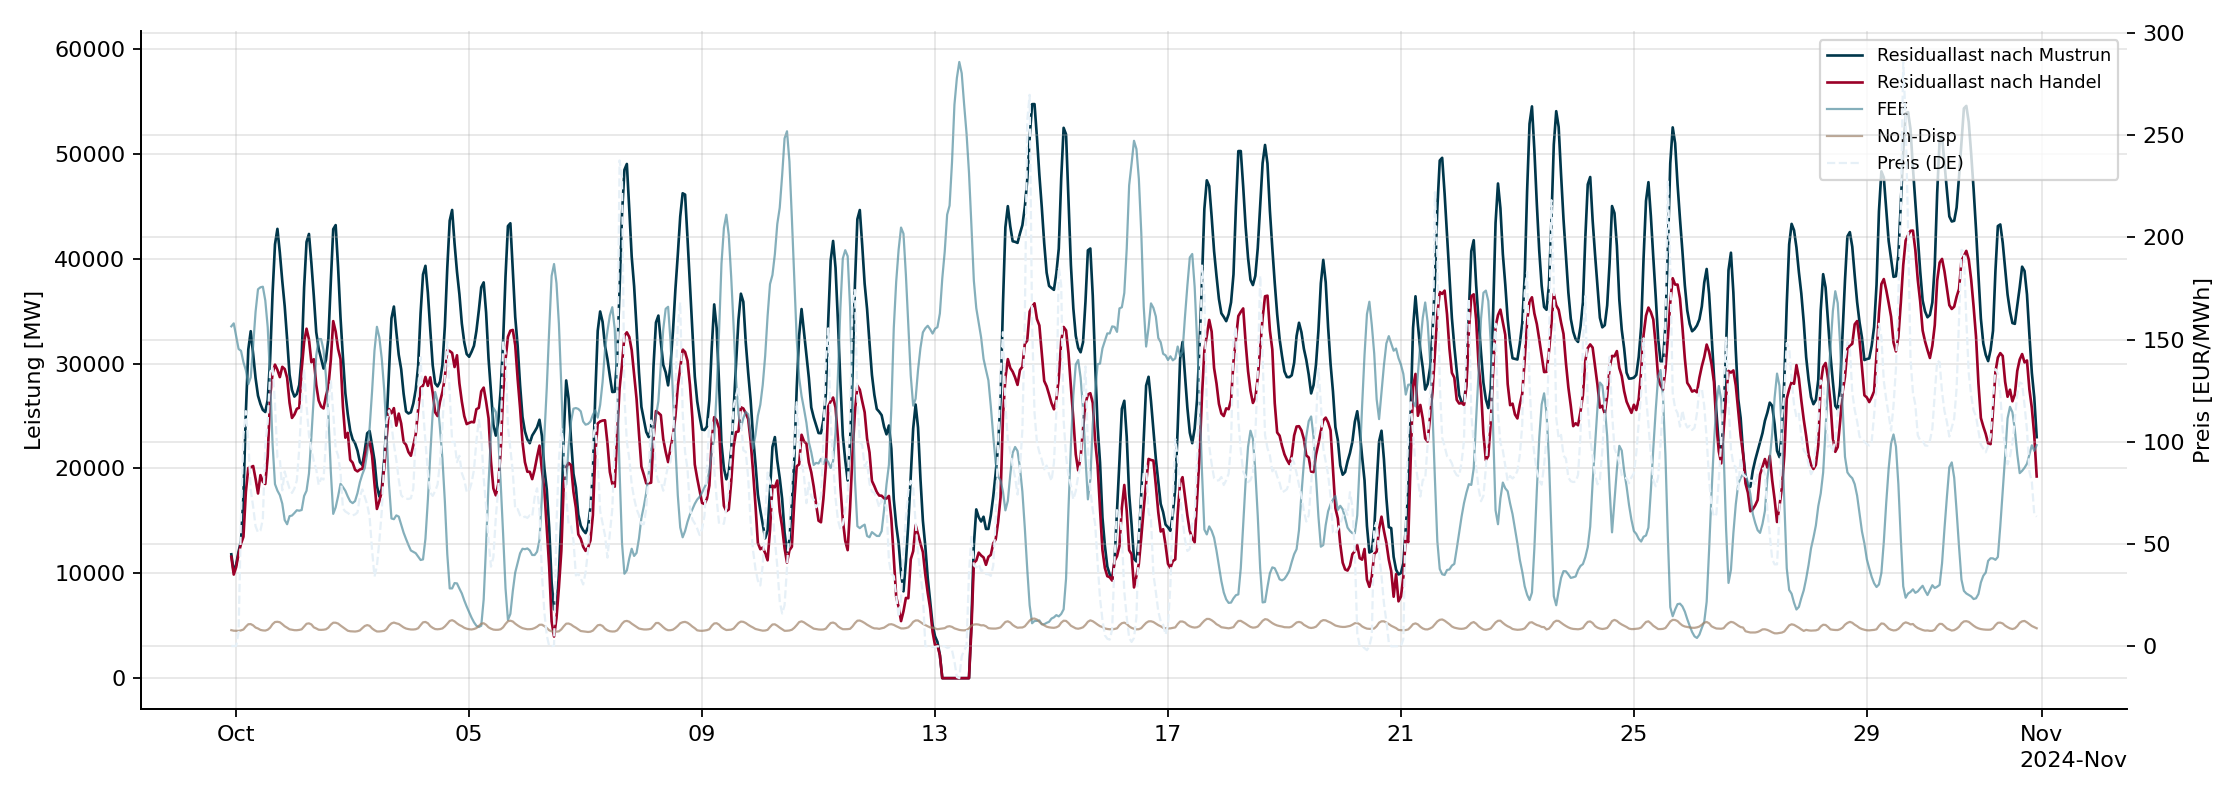 60000
50000
40000
30000
20000
10000
0
Leistung [MW]
300
250
200
150
100
50
0
Preis [EUR/MWh]
Residuallast nach Mustrun
Residuallast nach Handel
FEE
Non-Disp
Preis (DE)
Oct
05
09
13
17
21
25
29
Nov
2024-Nov